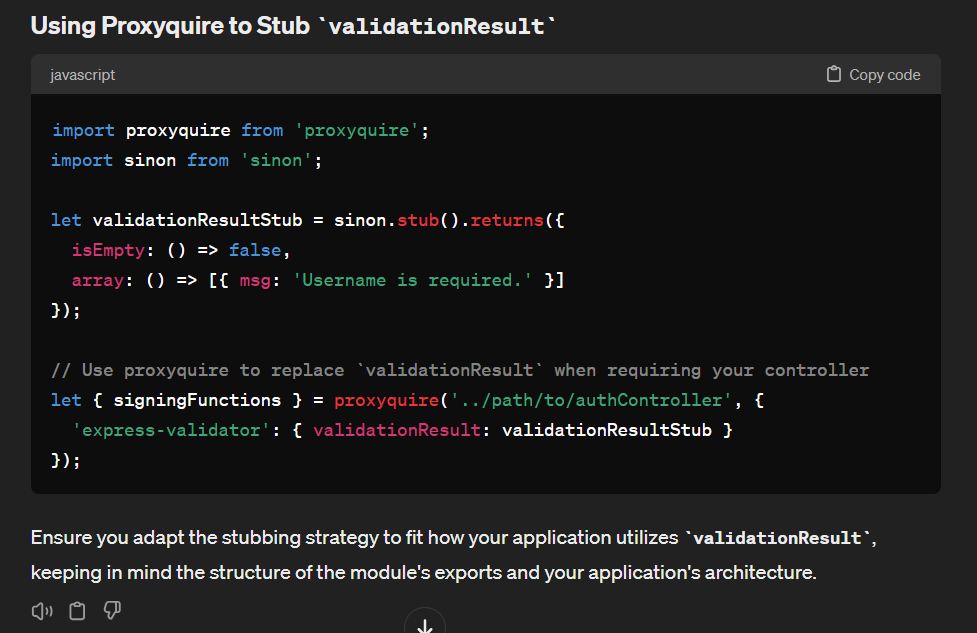 Using Proxyquire to Stub `validationResult`
javascript
Copy code
import proxyquire from 'proxyquire';
import sinon from 'sinon';
let validationResultStub = sinon.stub().returns({
  isEmpty: () => false,
  array: () => [{ msg: 'Username is required.' }]
});
// Use proxyquire to replace `validationResult` when requiring your controller
let { signingFunctions } = proxyquire('../path/to/authController', {
  'express-validator': { validationResult: validationResultStub }
});
Ensure you adapt the stubbing strategy to fit how your application utilizes `validationResult`,
keeping in mind the structure of the module's exports and your application's architecture.